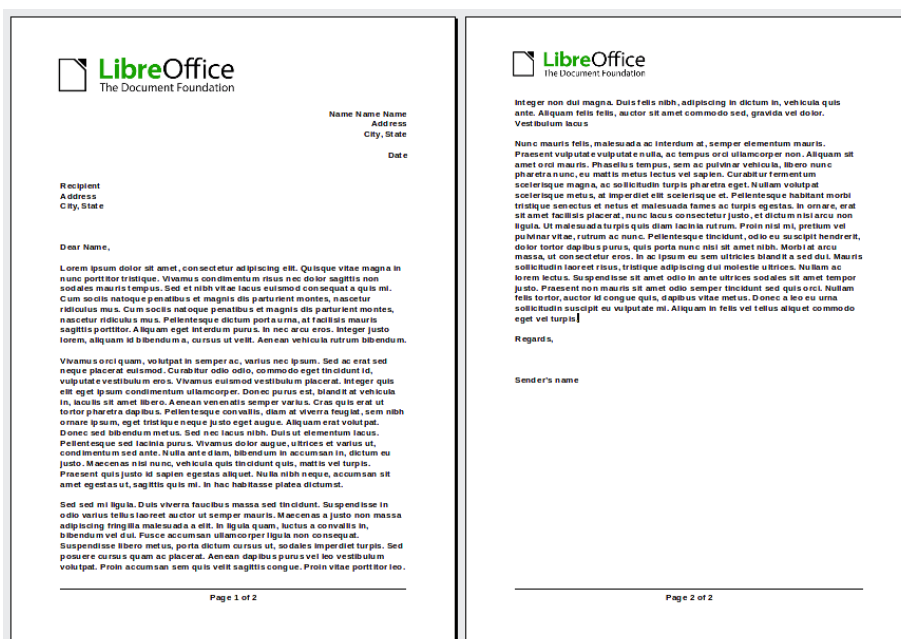 LibreOffice
The Document Foundation
Name Name Name
Address
City, State
Date
Recipient
Address
City, State
Dear Name,
Lorem ipsum dolor sit amet, consectetur adipiscing elit. Quisque vitae magna in
nunc porttitor tristique. Vivamus condimentum risus nec dolor sagittis non
sodales mauris tempus. Sed et nibh vitae lacus euismod consequat a quis mi.
Cum sociis natoque penatibus et magnis dis parturient montes, nascetur
ridiculus mus. Cum sociis natoque penatibus et magnis dis parturient montes,
nascetur ridiculus mus. Pellentesque dictum porta urna, at facilisis mauris
sagittis porttitor. Aliquam eget interdum purus. In nec arcu eros. Integer justo
lorem, aliquam id bibendum a, cursus ut velit. Aenean vehicula rutrum bibendum.
Vivamus orci quam, volutpat in semper ac, varius nec ipsum. Sed ac erat sed
neque placerat euismod. Curabitur odio odio, commodo eget tincidunt id,
vulputate vestibulum eros. Vivamus euismod vestibulum placerat. Integer quis
elit eget ipsum condimentum ullamcorper. Donec purus est, blandit at vehicula
in, iaculis sit amet libero. Aenean venenatis semper varius. Cras quis erat ut
tortor pharetra dapibus. Pellentesque convallis, diam at viverra feugiat, sem nibh
ornare ipsum, eget tristique neque justo eget augue. Aliquam erat volutpat.
Donec sed bibendum metus. Sed nec lacus nibh. Duis ut elementum lacus.
Pellentesque sed lacinia purus. Vivamus dolor augue, ultrices et varius ut,
condimentum sed ante. Nulla ante diam, bibendum in accumsan in, dictum eu
justo. Maecenas nisi nunc, vehicula quis tincidunt quis, mattis vel turpis.
Praesent quis justo id sapien egestas aliquet. Nulla nibh neque, accumsan sit
amet egestas ut, sagittis quis mi. In hac habitasse platea dictumst.
Sed sed mi ligula. Duis viverra faucibus massa sed tincidunt. Suspendisse in
odio varius tellus laoreet auctor ut semper mauris. Maecenas a justo non massa
adipiscing fringilla malesuada a elit. In ligula quam, luctus a convallis in,
bibendum vel dui. Fusce accumsan ullamcorper ligula non consequat.
Suspendisse libero metus, porta dictum cursus ut, sodales imperdiet turpis. Sed
posuere cursus quam ac placerat. Aenean dapibus purus vel leo vestibulum
volutpat. Proin accumsan sem quis velit sagittis congue. Proin vitae porttitor leo.
Page 1 of 2
LibreOffice
The Document Foundation
Integer non dui magna. Duis felis nibh, adipiscing in dictum in, vehicula quis
ante. Aliquam felis felis, auctor sit amet commodo sed, gravida vel dolor.
Vestibulum lacus
Nunc mauris felis, malesuada ac interdum at, semper elementum mauris.
Praesent vulputate vulputate nulla, ac tempus orci ullamcorper non. Aliquam sit
amet orci mauris. Phasellus tempus, sem ac pulvinar vehicula, libero nunc
pharetra nunc, eu mattis metus lectus vel sapien. Curabitur fermentum
scelerisque magna, ac sollicitudin turpis pharetra eget. Nullam volutpat
scelerisque metus, at imperdiet elit scelerisque et. Pellentesque habitant morbi
tristique senectus et netus et malesuada fames ac turpis egestas. In ornare, erat
sit amet facilisis placerat, nunc lacus consectetur justo, et dictum nisi arcu non
ligula. Ut malesuada turpis quis diam lacinia rutrum. Proin nisl mi, pretium vel
pulvinar vitae, rutrum ac nunc. Pellentesque tincidunt, odio eu suscipit hendrerit,
dolor tortor dapibus purus, quis porta nunc nisl sit amet nibh. Morbi at arcu
massa, ut consectetur eros. In ac ipsum eu sem ultricies blandit a sed dui. Mauris
sollicitudin laoreet risus, tristique adipiscing dui molestie ultrices. Nullam ac
lorem lectus. Suspendisse sit amet odio in ante ultrices sodales sit amet tempor
justo. Praesent non mauris sit amet odio semper tincidunt sed quis orci. Nullam
felis tortor, auctor id congue quis, dapibus vitae metus. Donec a leo eu urna
sollicitudin suscipit eu vulputate mi. Aliquam in felis vel tellus aliquet commodo
eget vel turpis.
Regards,
Sender's name
Page 2 of 2